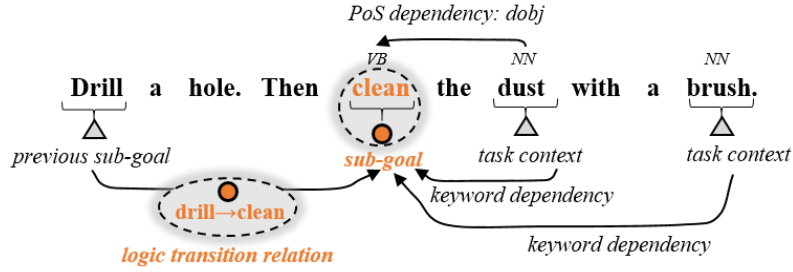 PoS dependency: dobj
VB NN NN
Drill a hole. Then clean the dust with a brush.
previous sub-goal sub-goal task context task context
keyword dependency
drill→clean
keyword dependency
logic transition relation